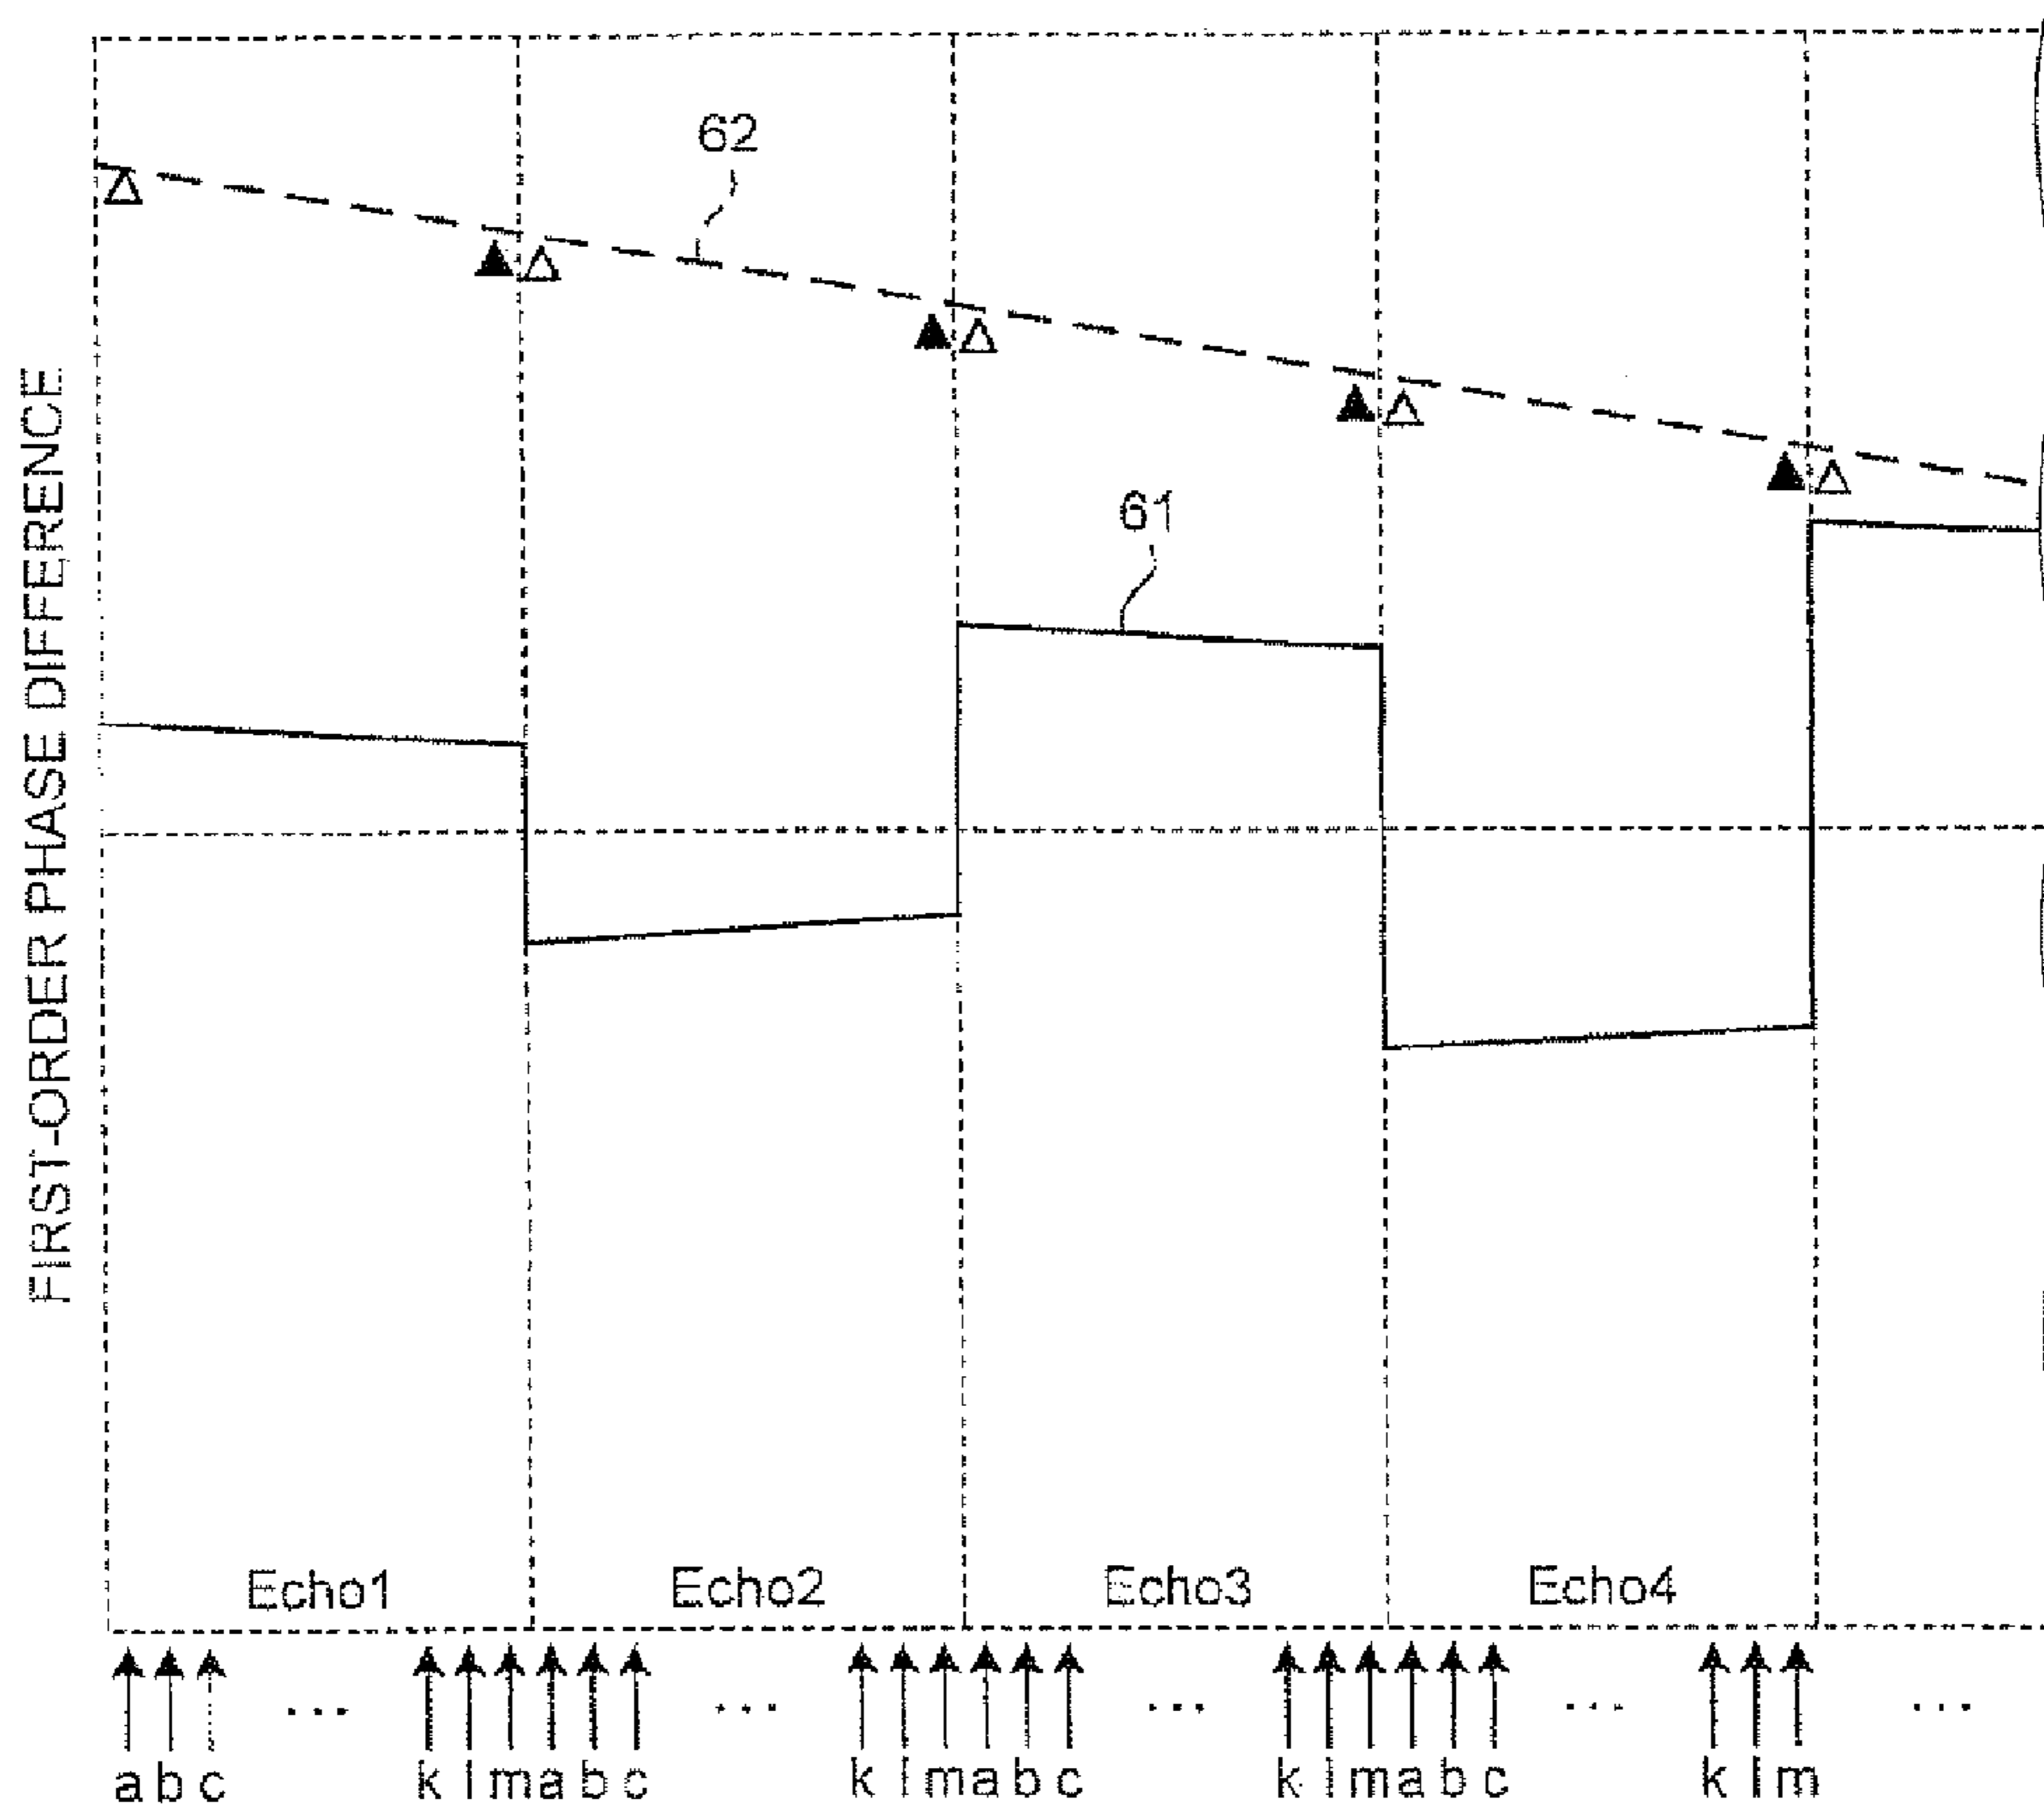 FIRST-ORDER PHASE DIFFERENCE
62
61
Echo1 Echo2 Echo3 Echo4
... ... ... ... ...
a b c k l m a b c k l m a b c k l m a b c k l m